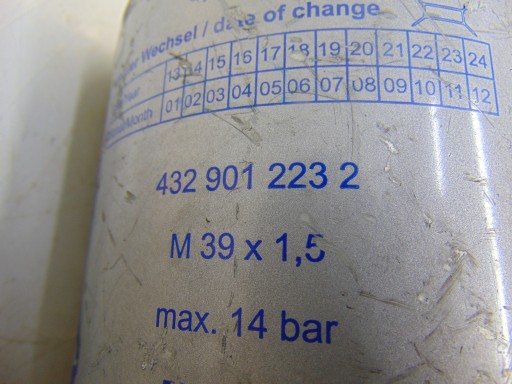 Wechsel / date of change
Year 13 14 15 16 17 18 19 20 21 22 23 24
Month 01 02 03 04 05 06 07 08 09 10 11 12
432 901 223 2
M 39 x 1,5
max. 14 bar